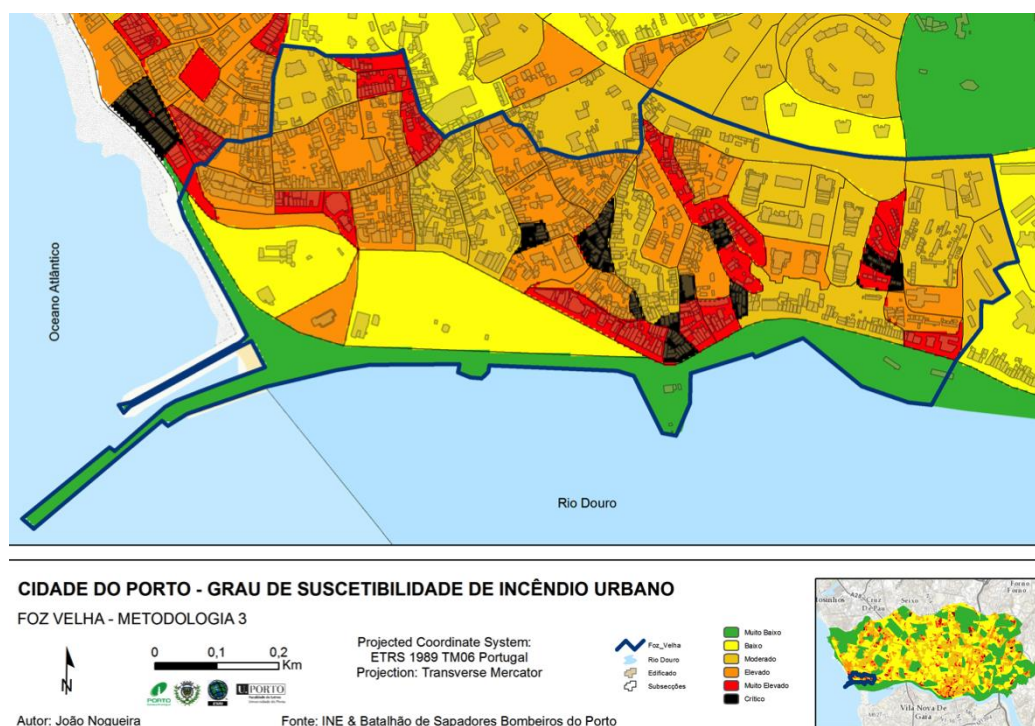 Oceano Atlântico
Rio Douro
CIDADE DO PORTO - GRAU DE SUSCETIBILIDADE DE INCÊNDIO URBANO
FOZ VELHA - METODOLOGIA 3
N
0 0,1 0,2
Km
Projected Coordinate System:
ETRS 1989 TM06 Portugal
Projection: Transverse Mercator
Foz_Velha
Rio Douro
Edificado
Subsecções
Muito Baixo
Baixo
Moderado
Elevado
Muito Elevado
Crítico
PORTO
U.PORTO
Vila Nova De
Gaia
Autor: João Nogueira
Fonte: INE & Batalhão de Sapadores Bombeiros do Porto